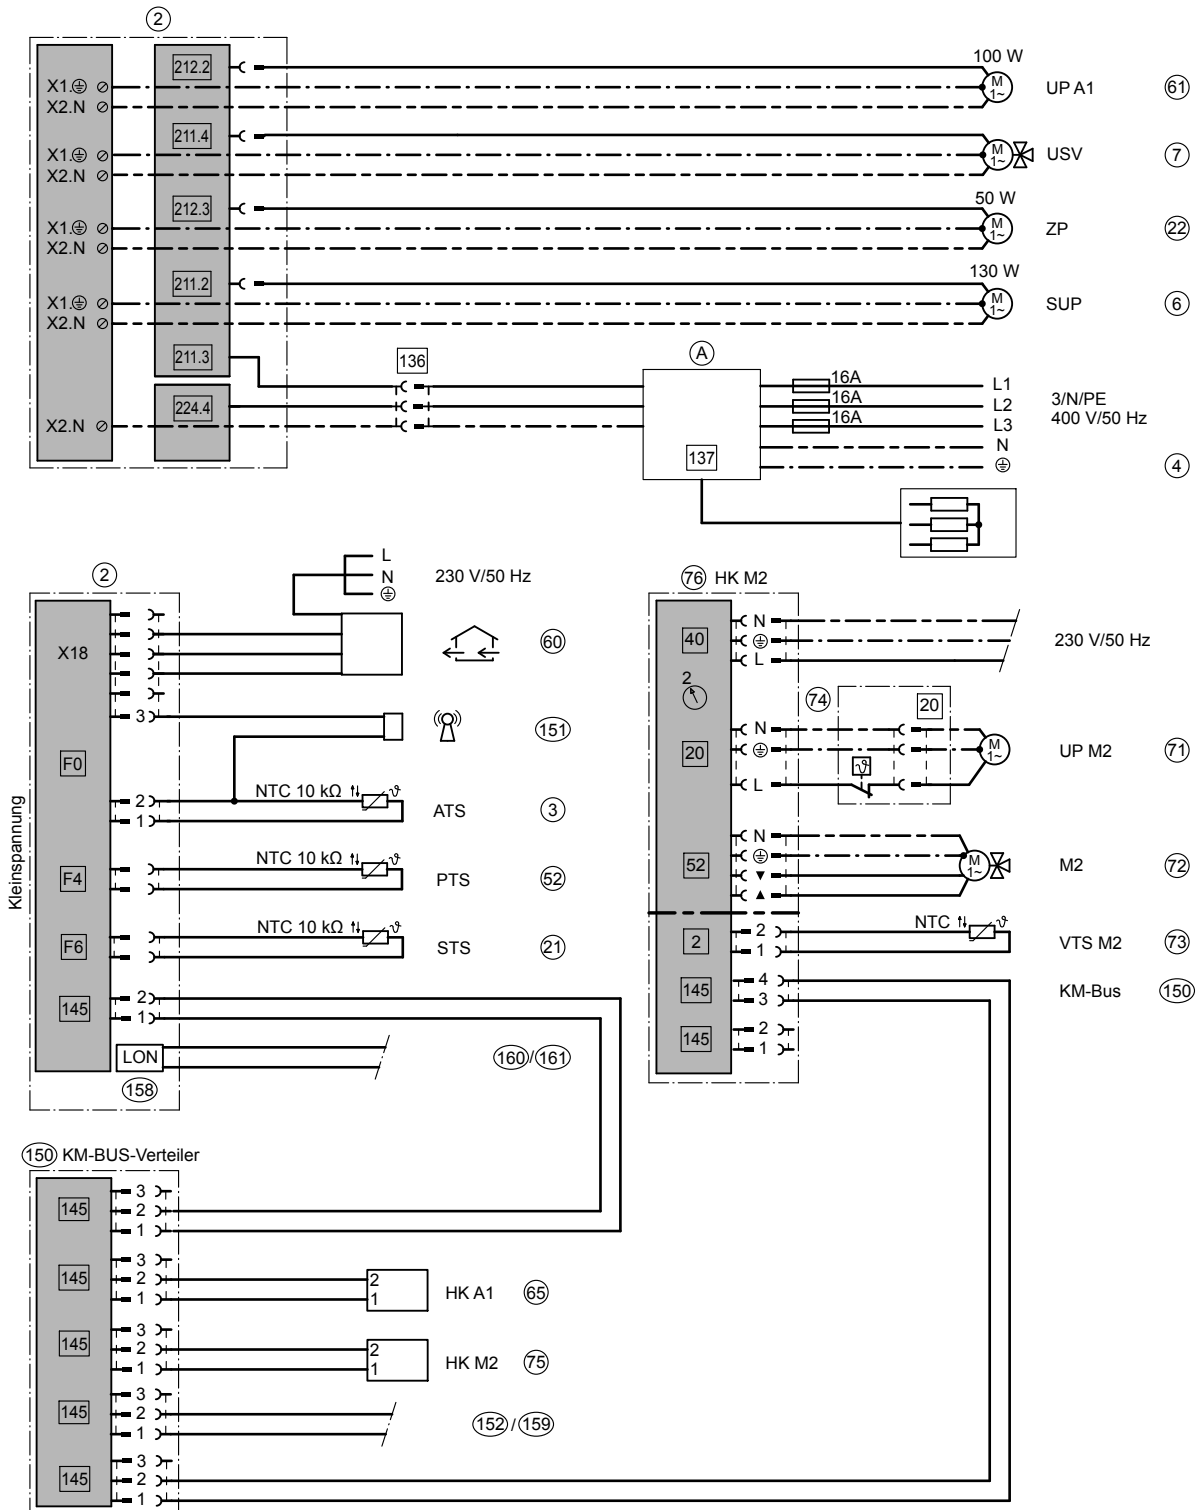 2
212.2
100 W
X1.
M
1~
UP A1
61
X2.N
211.4
X1.
M
1~
USV
7
X2.N
212.3
50 W
X1.
M
1~
ZP
22
X2.N
211.2
130 W
X1.
M
1~
SUP
6
X2.N
211.3
136
A
16A
L1
224.4
16A
L2
3/N/PE
400 V/50 Hz
X2.N
16A
L3
137
N
4
2
L
N
230 V/50 Hz
76 HK M2
X18
60
40
N
L
230 V/50 Hz
2
3
151
74
20
F0
20
N
L
ϑ
M
1~
UP M2
71
2
1
NTC 10 kΩ
ϑ
ATS
3
Kleinspannung
F4
NTC 10 kΩ
ϑ
PTS
52
52
N
▼
▲
M
1~
M2
72
F6
NTC 10 kΩ
ϑ
STS
21
2
2
1
NTC
ϑ
VTS M2
73
145
2
1
145
4
3
KM-Bus
150
145
2
1
LON
160/161
158
150 KM-BUS-Verteiler
145
3
2
1
145
3
2
1
2
1
HK A1
65
145
3
2
1
2
1
HK M2
75
145
3
2
1
152/159
145
3
2
1